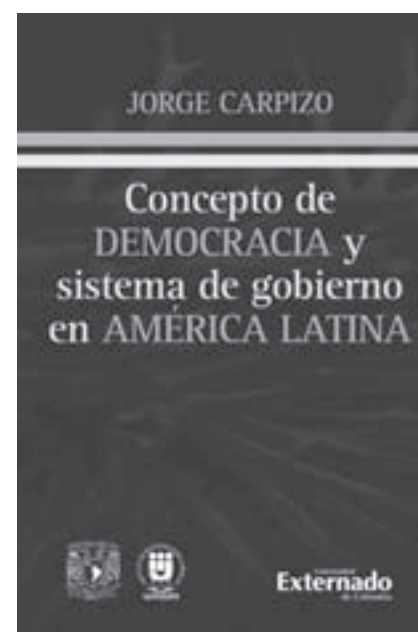 JORGE CARPIZO
Concepto de
DEMOCRACIA y
sistema de gobierno
en AMÉRICA LATINA
Externado